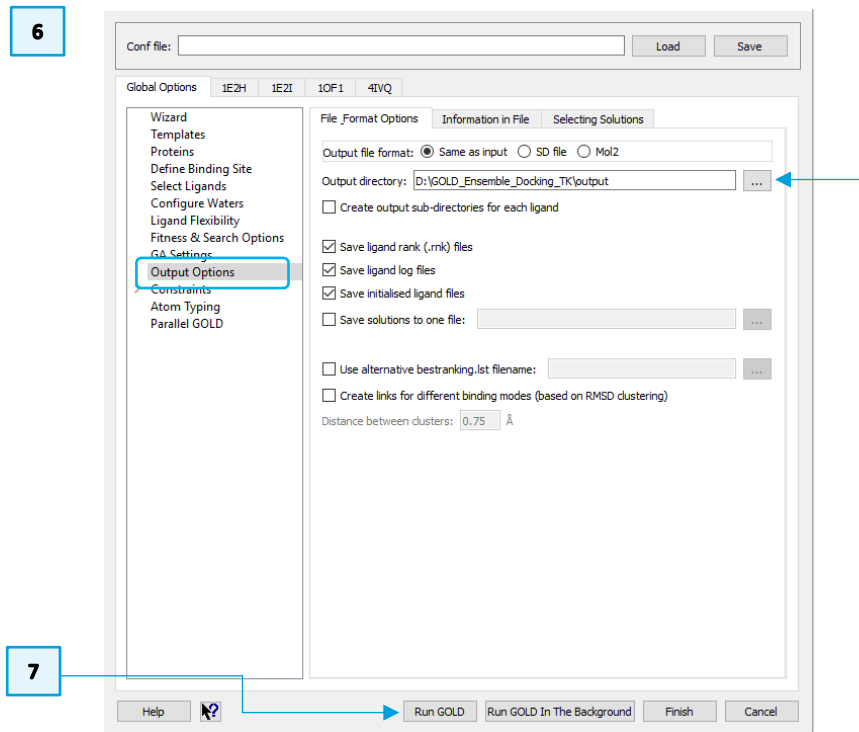 6
Conf file:
Load
Save
Global Options
1E2H
1E2I
1OF1
4IVQ
Wizard
Templates
Proteins
Define Binding Site
Select Ligands
Configure Waters
Ligand Flexibility
Fitness & Search Options
GA Settings
Output Options
Constraints
Atom Typing
Parallel GOLD
File Format Options
Information in File
Selecting Solutions
Output file format: Same as input SD file Mol2
Output directory: D:\GOLD_Ensemble_Docking_TK\output ...
Create output sub-directories for each ligand
Save ligand rank (.rnk) files
Save ligand log files
Save initialised ligand files
Save solutions to one file: ...
Use alternative bestranking.lst filename: ...
Create links for different binding modes (based on RMSD clustering)
Distance between clusters: 0.75 Å
7
Help
?
Run GOLD
Run GOLD In The Background
Finish
Cancel